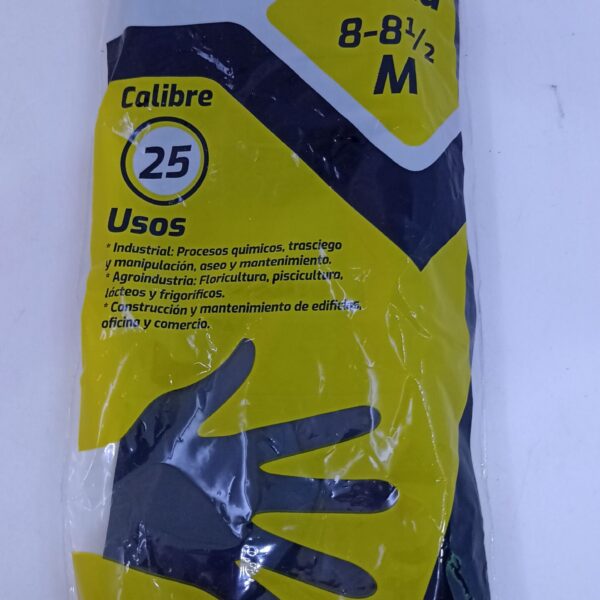 8-8½
M
Calibre
25
Usos
* Industrial: Procesos quimicos, trasciego
y manipulación, aseo y mantenimiento.
* Agroindustria: Floricultura, piscicultura,
lácteos y frigoríficos.
* Construcción y mantenimiento de edificios,
oficina y comercio.